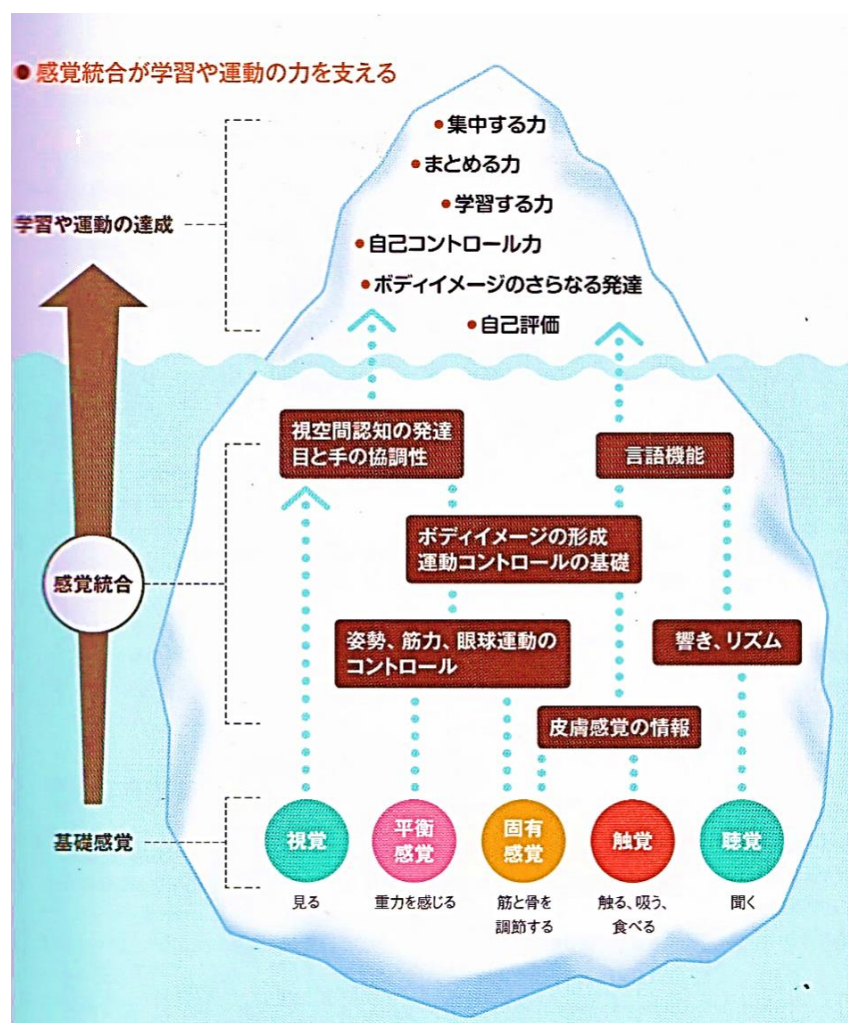 ● 感覚統合が学習や運動の力を支える
● 集中する力
● まとめる力
● 学習する力
学習や運動の達成
● 自己コントロール力
● ボディイメージのさらなる発達
● 自己評価
視空間認知の発達
目と手の協調性
言語機能
ボディイメージの形成
運動コントロールの基礎
感覚統合
姿勢、筋力、眼球運動の
コントロール
響き、リズム
皮膚感覚の情報
基礎感覚
視覚
平衡
感覚
固有
感覚
触覚
聴覚
見る
重力を感じる
筋と骨を
調節する
触る、吸う、
食べる
聞く